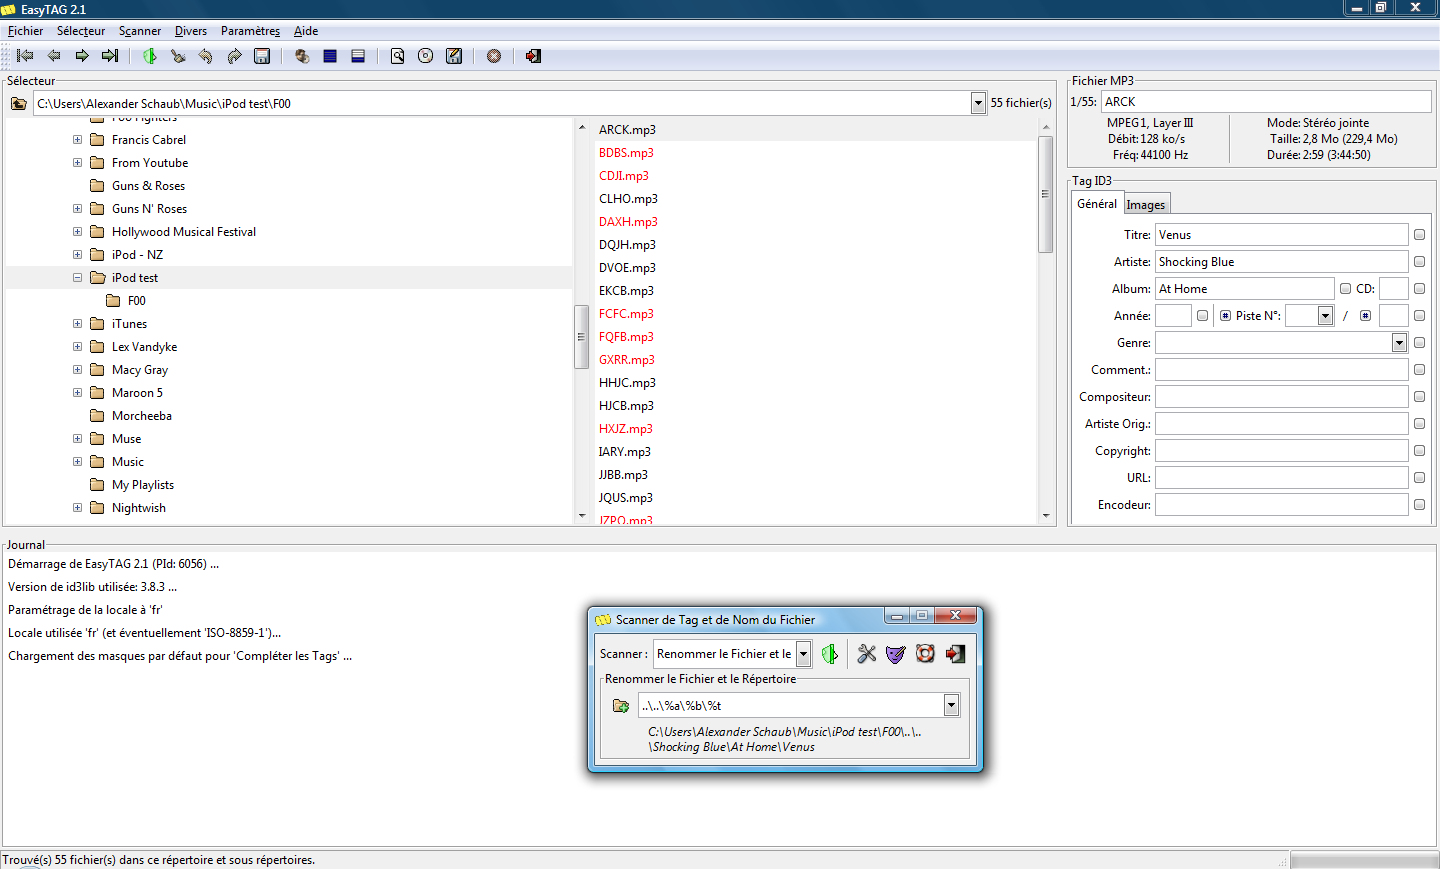 EasyTAG 2.1
Fichier Sélecteur Scanner Divers Paramètres Aide
Sélecteur
C:\Users\Alexander Schaub\Music\iPod test\F00 55 fichier(s)
Foo Fighters
Francis Cabrel
From Youtube
Guns & Roses
Guns N' Roses
Hollywood Musical Festival
iPod - NZ
iPod test
F00
iTunes
Lex Vandyke
Macy Gray
Maroon 5
Morcheeba
Muse
Music
My Playlists
Nightwish
ARCK.mp3
BDBS.mp3
CDJI.mp3
CLHO.mp3
DAXH.mp3
DQJH.mp3
DVOE.mp3
EKCB.mp3
FCFC.mp3
FQFB.mp3
GXRR.mp3
HHJC.mp3
HJCB.mp3
HXJZ.mp3
IARY.mp3
JJBB.mp3
JQUS.mp3
JZPO.mp3
Fichier MP3
1/55: ARCK
MPEG1, Layer III Mode: Stéréo jointe
Débit: 128 ko/s Taille: 2,8 Mo (229,4 Mo)
Fréq: 44100 Hz Durée: 2:59 (3:44:50)
Tag ID3
Général Images
Titre: Venus
Artiste: Shocking Blue
Album: At Home CD:
Année: # Piste N°: / #
Genre:
Comment.:
Compositeur:
Artiste Orig.:
Copyright:
URL:
Encodeur:
Journal
Démarrage de EasyTAG 2.1 (PId: 6056) ...
Version de id3lib utilisée: 3.8.3 ...
Paramétrage de la locale à 'fr'
Locale utilisée 'fr' (et éventuellement 'ISO-8859-1')...
Chargement des masques par défaut pour 'Compléter les Tags' ...
Scanner de Tag et de Nom du Fichier
Scanner : Renommer le Fichier et le
Renommer le Fichier et le Répertoire
..\..\%a\%b\%t
C:\Users\Alexander Schaub\Music\iPod test\F00\..\..
\Shocking Blue\At Home\Venus
Trouvé(s) 55 fichier(s) dans ce répertoire et sous répertoires.